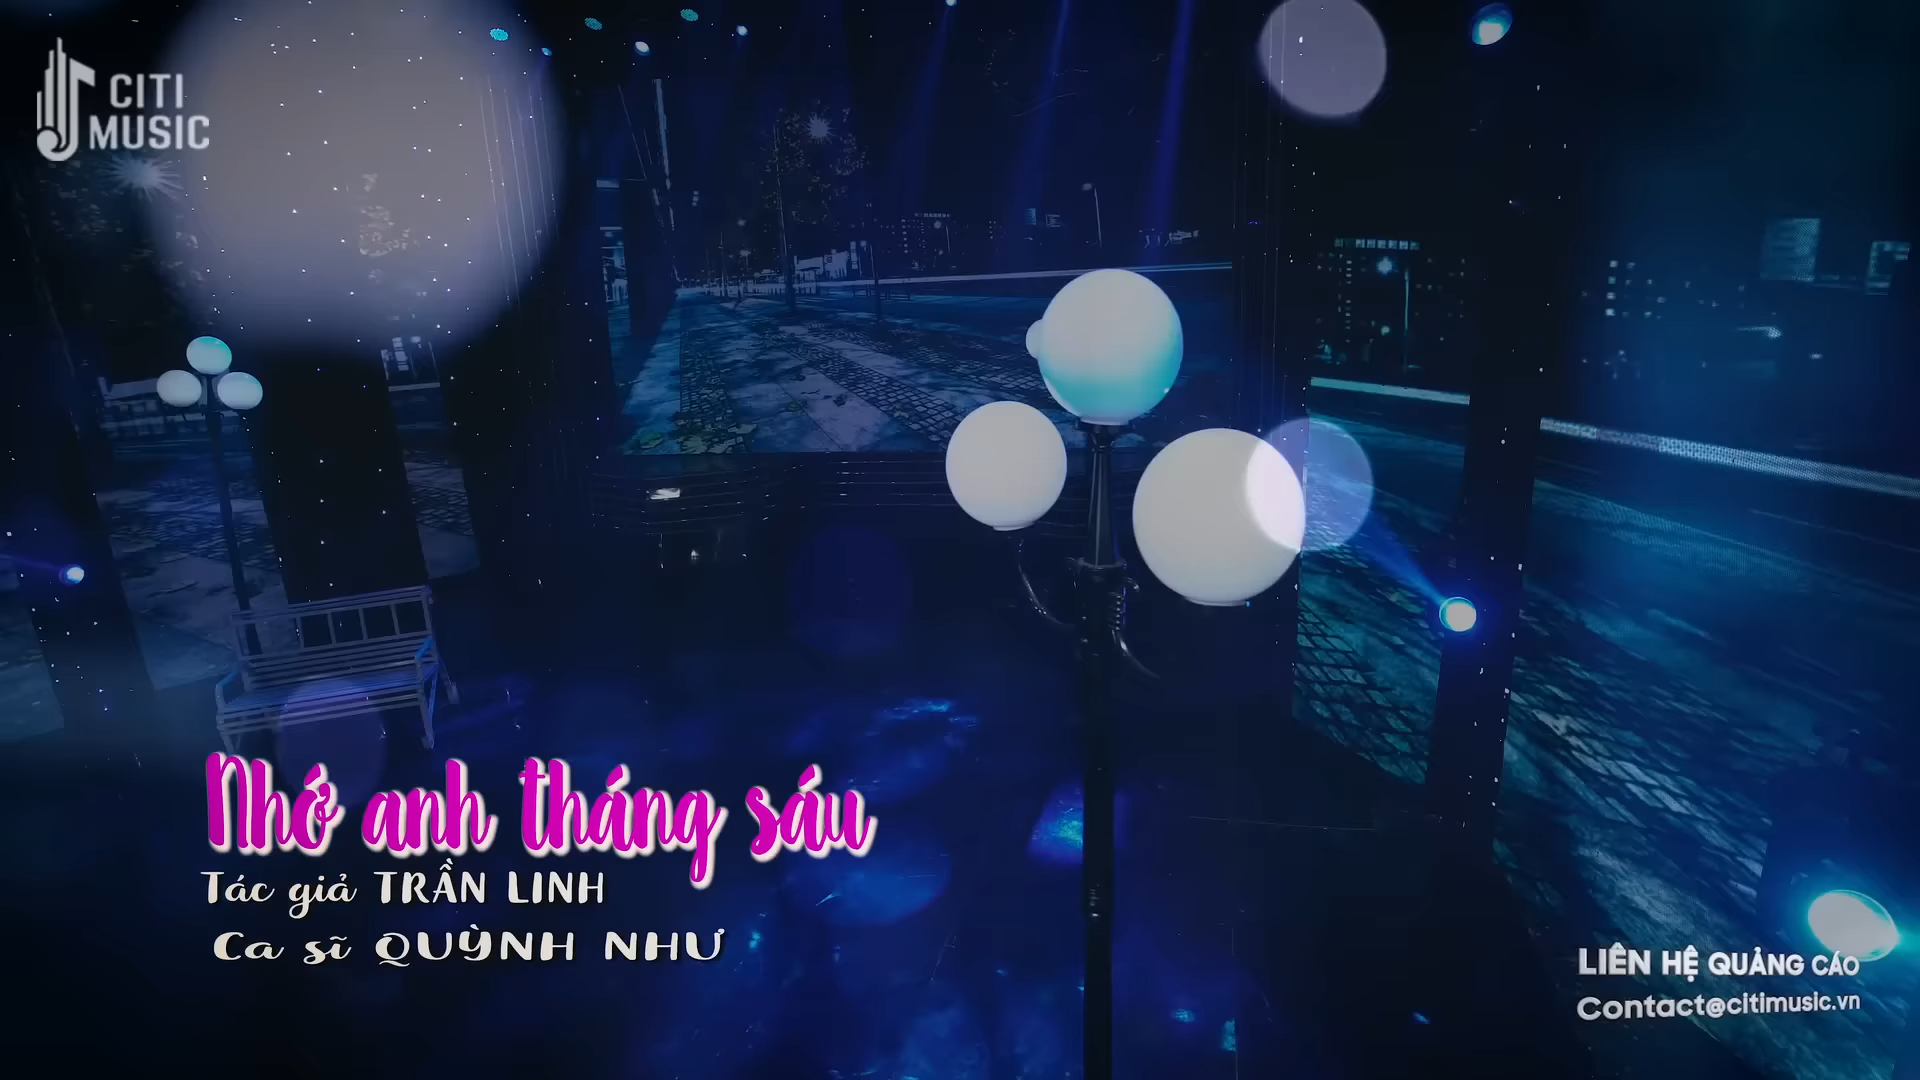 CITI
MUSIC
Nhớ anh tháng sáu
Tác giả TRẦN LINH
Ca sĩ QUỲNH NHƯ
LIÊN HỆ QUẢNG CÁO
Contact@citimusic.vn